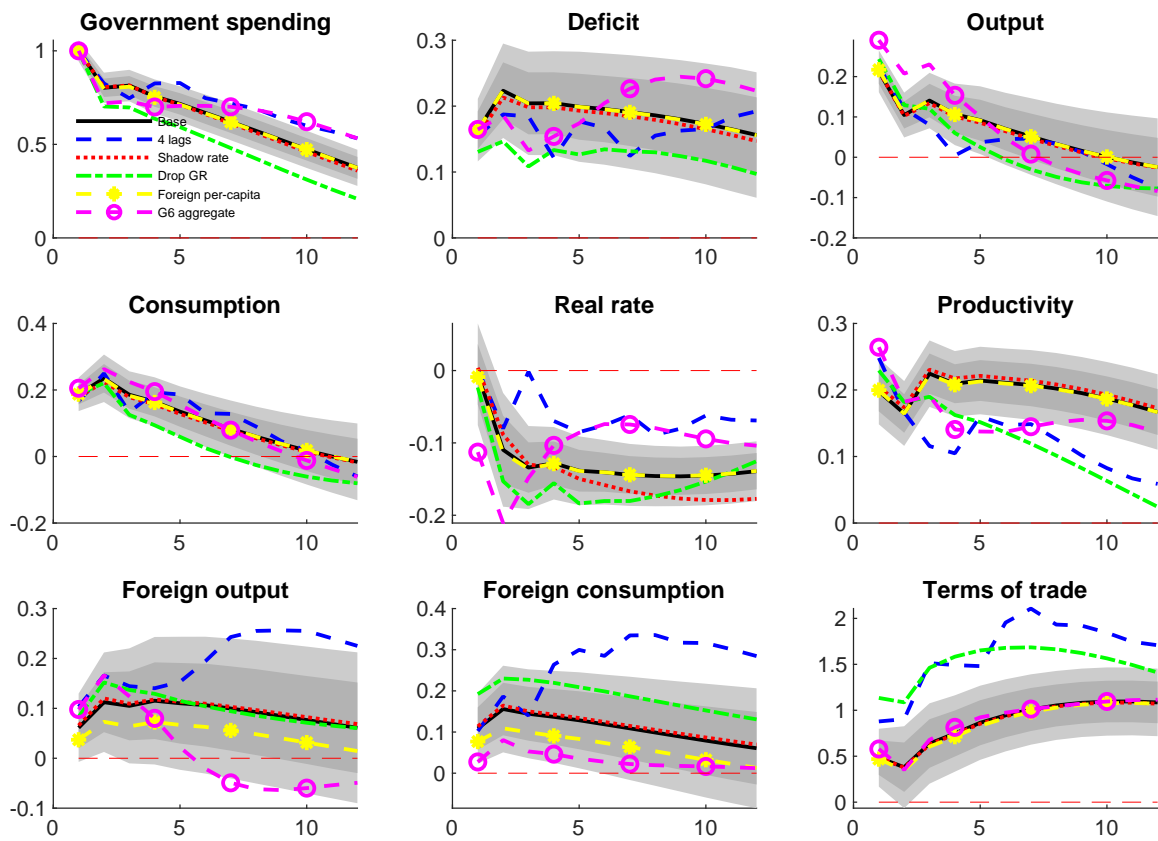 Government spending
Deficit
Output
1
0.5
0
0 5 10
Base
4 lags
Shadow rate
Drop GR
Foreign per-capita
G6 aggregate
0.3
0.2
0.1
0
0 5 10
0.2
0.1
0
-0.1
-0.2
0 5 10
Consumption
Real rate
Productivity
0.4
0.2
0
-0.2
0 5 10
0
-0.1
-0.2
0 5 10
0.3
0.2
0.1
0
0 5 10
Foreign output
Foreign consumption
Terms of trade
0.3
0.2
0.1
0
-0.1
0 5 10
0.4
0.3
0.2
0.1
0
0 5 10
2
1.5
1
0.5
0
0 5 10